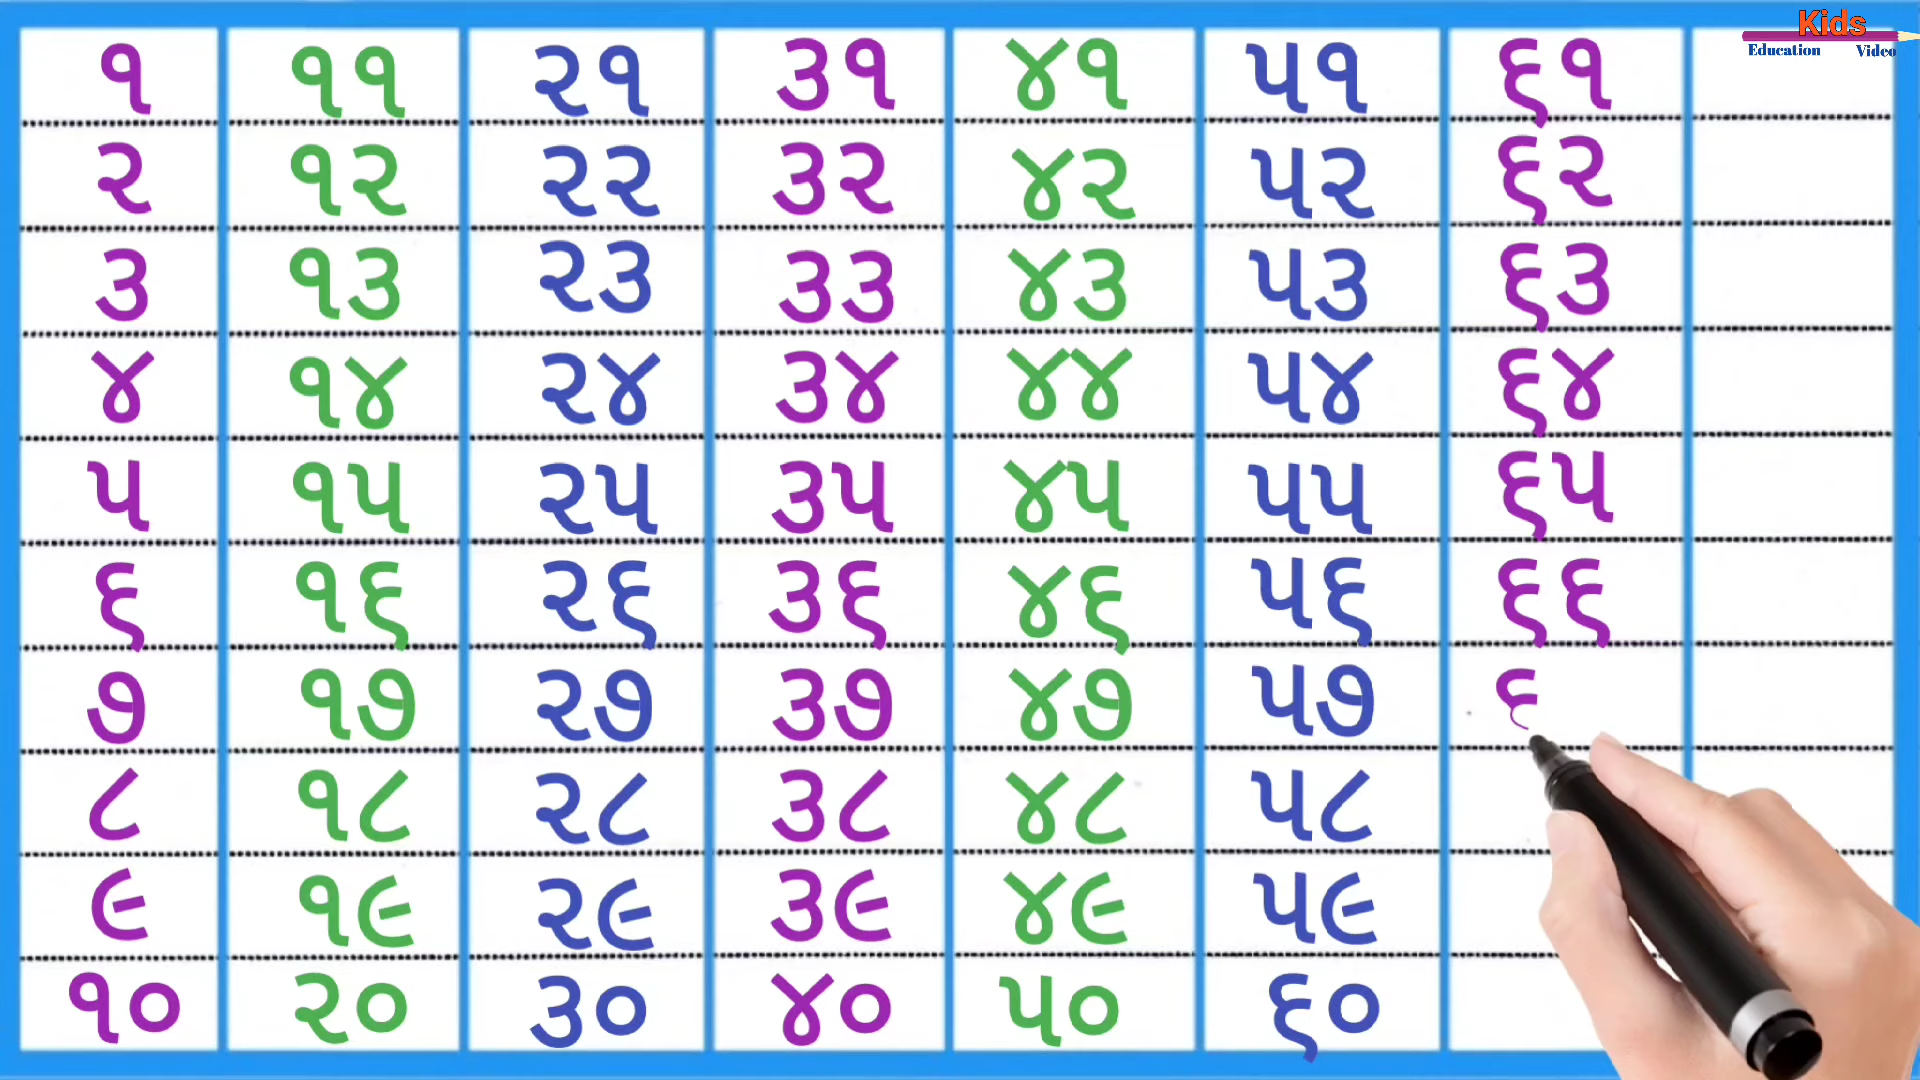 Kids
Education Video
૧ ૧૧ ૨૧ ૩૧ ૪૧ ૫૧ ૬૧
૨ ૧૨ ૨૨ ૩૨ ૪૨ ૫૨ ૬૨
૩ ૧૩ ૨૩ ૩૩ ૪૩ ૫૩ ૬૩
૪ ૧૪ ૨૪ ૩૪ ૪૪ ૫૪ ૬૪
૫ ૧૫ ૨૫ ૩૫ ૪૫ ૫૫ ૬૫
૬ ૧૬ ૨૬ ૩૬ ૪૬ ૫૬ ૬૬
૭ ૧૭ ૨૭ ૩૭ ૪૭ ૫૭ ૬
૮ ૧૮ ૨૮ ૩૮ ૪૮ ૫૮
૯ ૧૯ ૨૯ ૩૯ ૪૯ ૫૯
૧૦ ૨૦ ૩૦ ૪૦ ૫૦ ૬૦